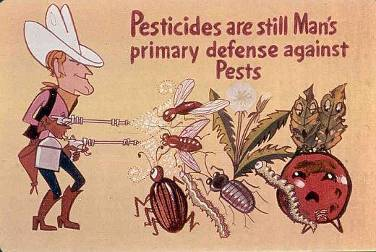 Pesticides are still Man's
primary defense against
Pests